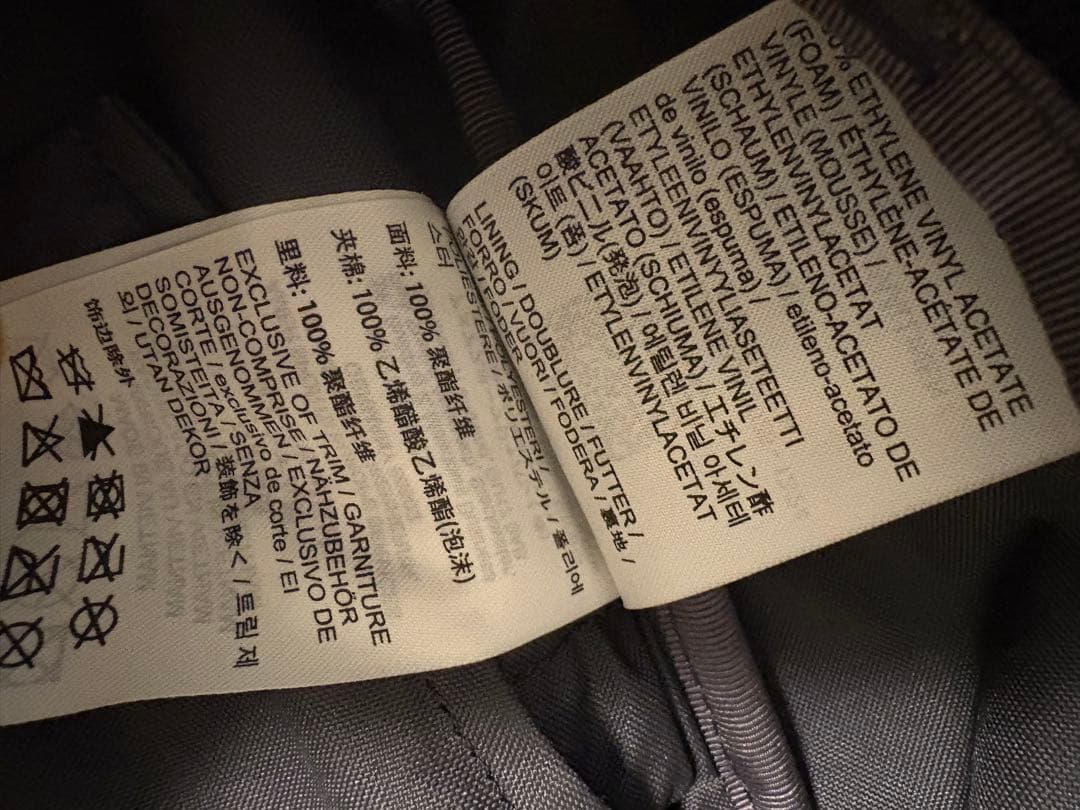 ETHYLENE VINYL ACETATE
(FOAM) / ÉTHYLÈNE-ACÉTATE DE
VINYLE (MOUSSE) /
ETHYLENVINYLACETAT
(SCHAUM) / ETILENO-ACETATO DE
VINILO (ESPUMA) / etileno-acetato
de vinilo (espuma) /
ETYLEENIVINYYLIASETEETTI
(VAAHTO) / ETILENE VINIL
ACETATO (SCHIUMA) / エチレン酢
酸ビニル(発泡) / 에틸렌 비닐 아세테
이트 (폼) / ETYLENVINYLACETAT
(SKUM)
LINING / DOUBLURE / FUTTER /
FORRO / VUORI / FODERA / 裏地 /
FODER
ポリエステル / 폴리에
스터
面料: 100% 聚酯纤维
夹棉: 100% 乙烯醋酸乙烯酯(泡沫)
里料: 100% 聚酯纤维
EXCLUSIVE OF TRIM / GARNITURE
NON-COMPRISE / NÄHZUBEHÖR
AUSGENOMMEN / EXCLUSIVO DE
CORTE / exclusivo de corte / EI
SOMISTEITA / SENZA
DECORAZIONI / 装飾を除く / 트림 제
외 / UTAN DEKOR
饰边除外